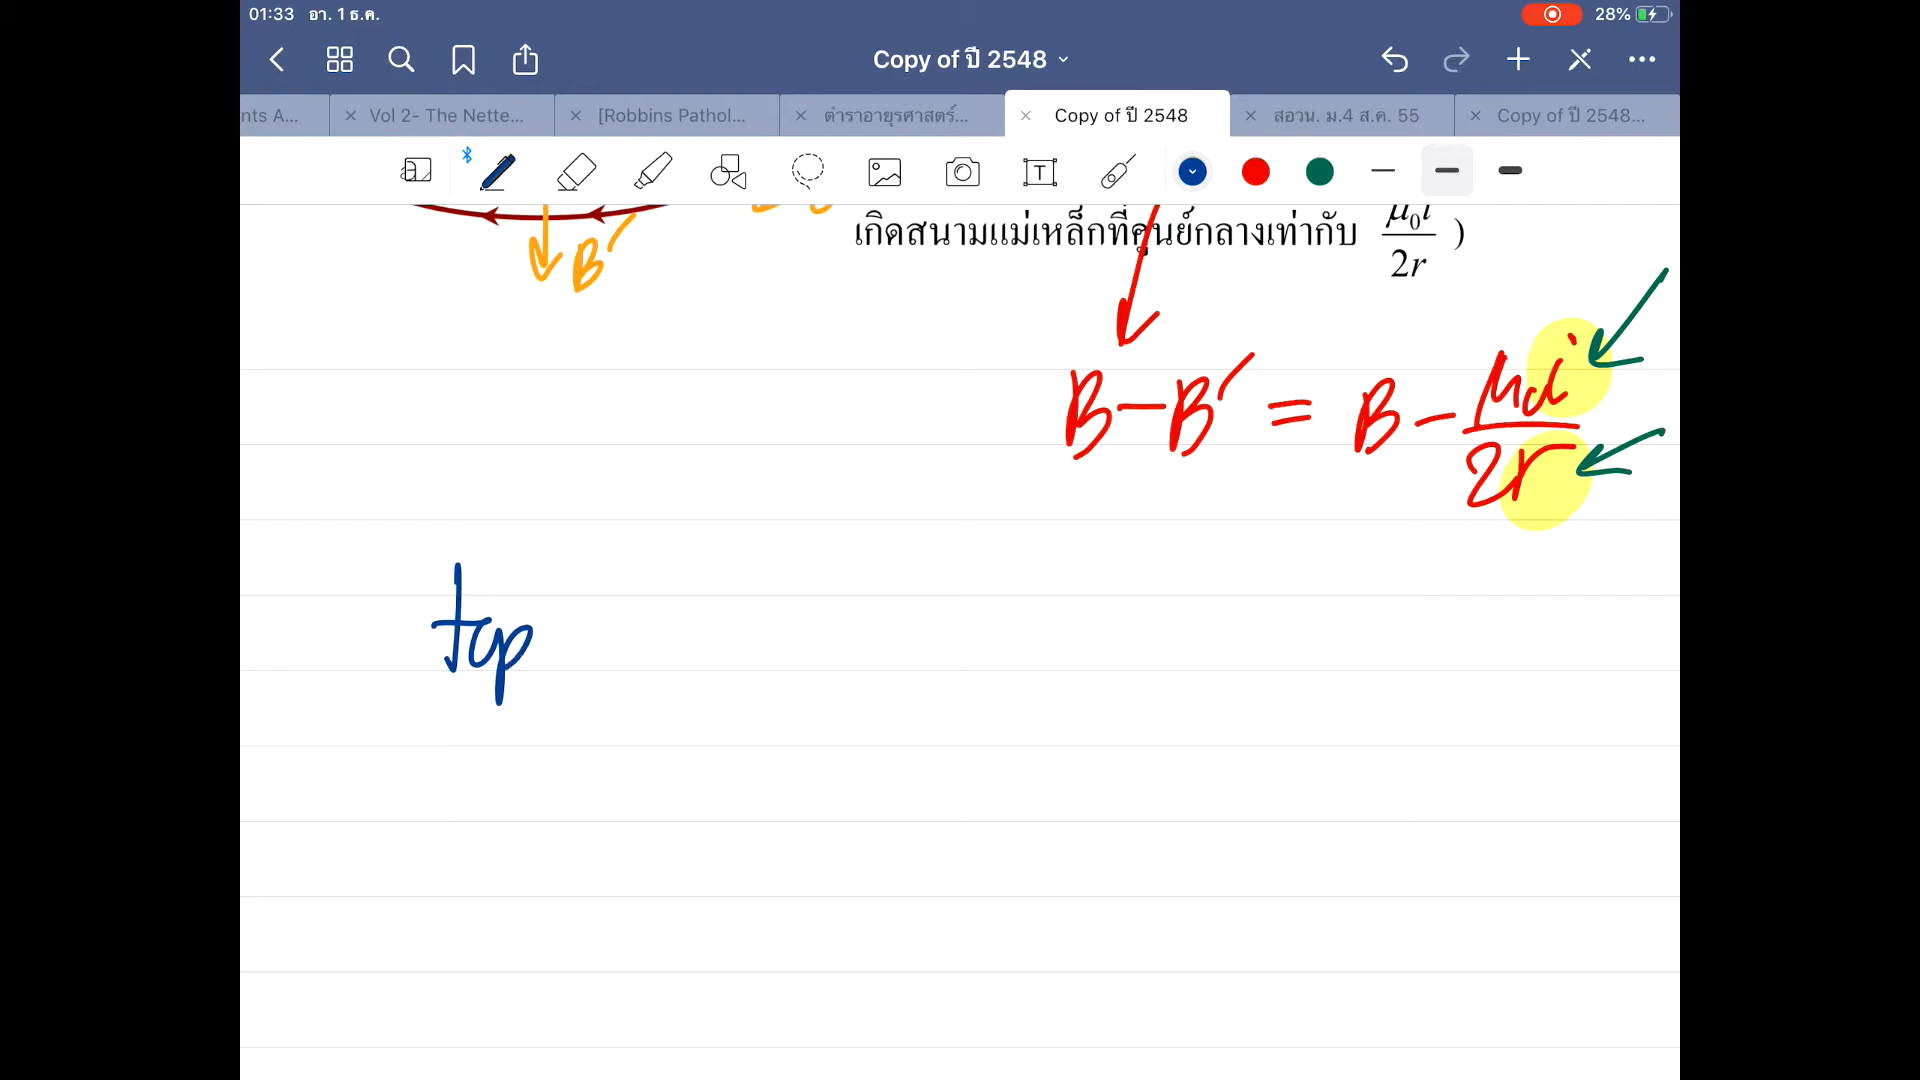 01:33 อา. 1 ธ.ค. 28%
Copy of ปี 2548
nts A... Vol 2- The Nette... [Robbins Pathol... ตำราอายุรศาสตร์... Copy of ปี 2548 สอวน. ม.4 ส.ค. 55 Copy of ปี 2548...
เกิดสนามแม่เหล็กที่ศูนย์กลางเท่ากับ μ₀i/2r )
B'
B − B' = B − μ₀i/2r
top